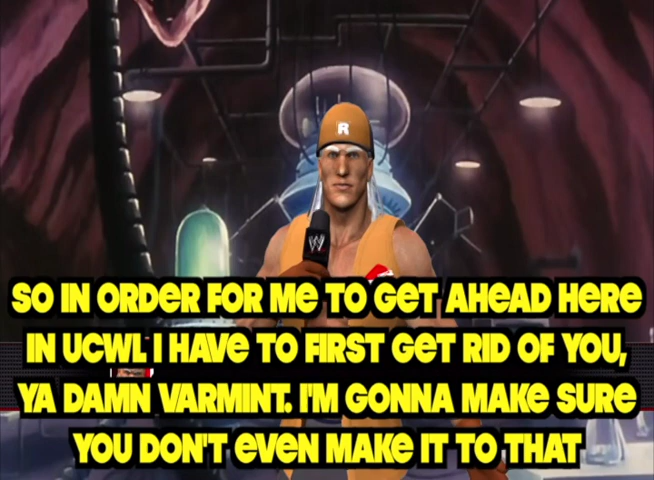 R
W
SO IN ORDER FOR ME TO GET AHEAD HERE
IN UCWL I HAVE TO FIRST GET RID OF YOU,
YA DAMN VARMINT. I'M GONNA MAKE SURE
YOU DON'T EVEN MAKE IT TO THAT